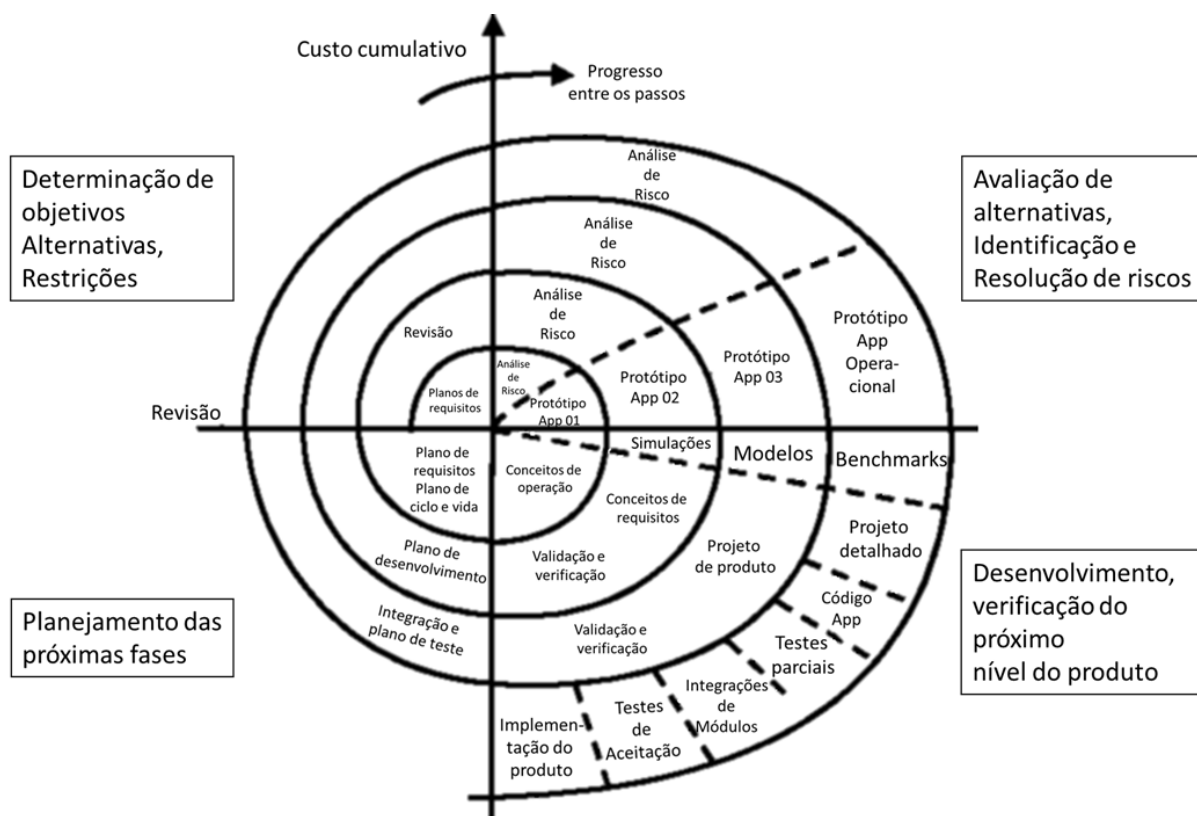 Custo cumulativo
Progresso
entre os passos
Determinação de
objetivos
Alternativas,
Restrições
Avaliação de
alternativas,
Identificação e
Resolução de riscos
Análise
de
Risco
Análise
de
Risco
Análise
de
Risco
Análise
de
Risco
Revisão
Planos de
requisitos
Protótipo
App 01
Protótipo
App 02
Protótipo
App 03
Protótipo
App
Opera-
cional
Revisão
Simulações
Modelos
Benchmarks
Plano de
requisitos
Plano de
ciclo e vida
Conceitos de
operação
Conceitos de
requisitos
Projeto
de produto
Projeto
detalhado
Plano de
desenvolvimento
Validação e
verificação
Código
App
Integração e
plano de teste
Validação e
verificação
Testes
parciais
Integrações
de
Módulos
Testes
de
Aceitação
Implemen-
tação do
produto
Planejamento das
próximas fases
Desenvolvimento,
verificação do
próximo
nível do produto